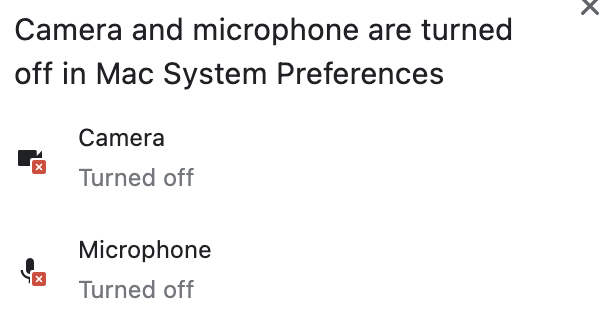 Camera and microphone are turned
off in Mac System Preferences
Camera
Turned off
Microphone
Turned off